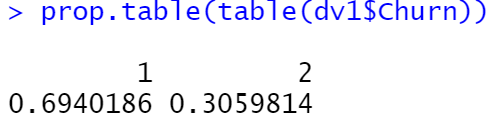 > prop.table(table(dv1$Churn))
1 2
0.6940186 0.3059814